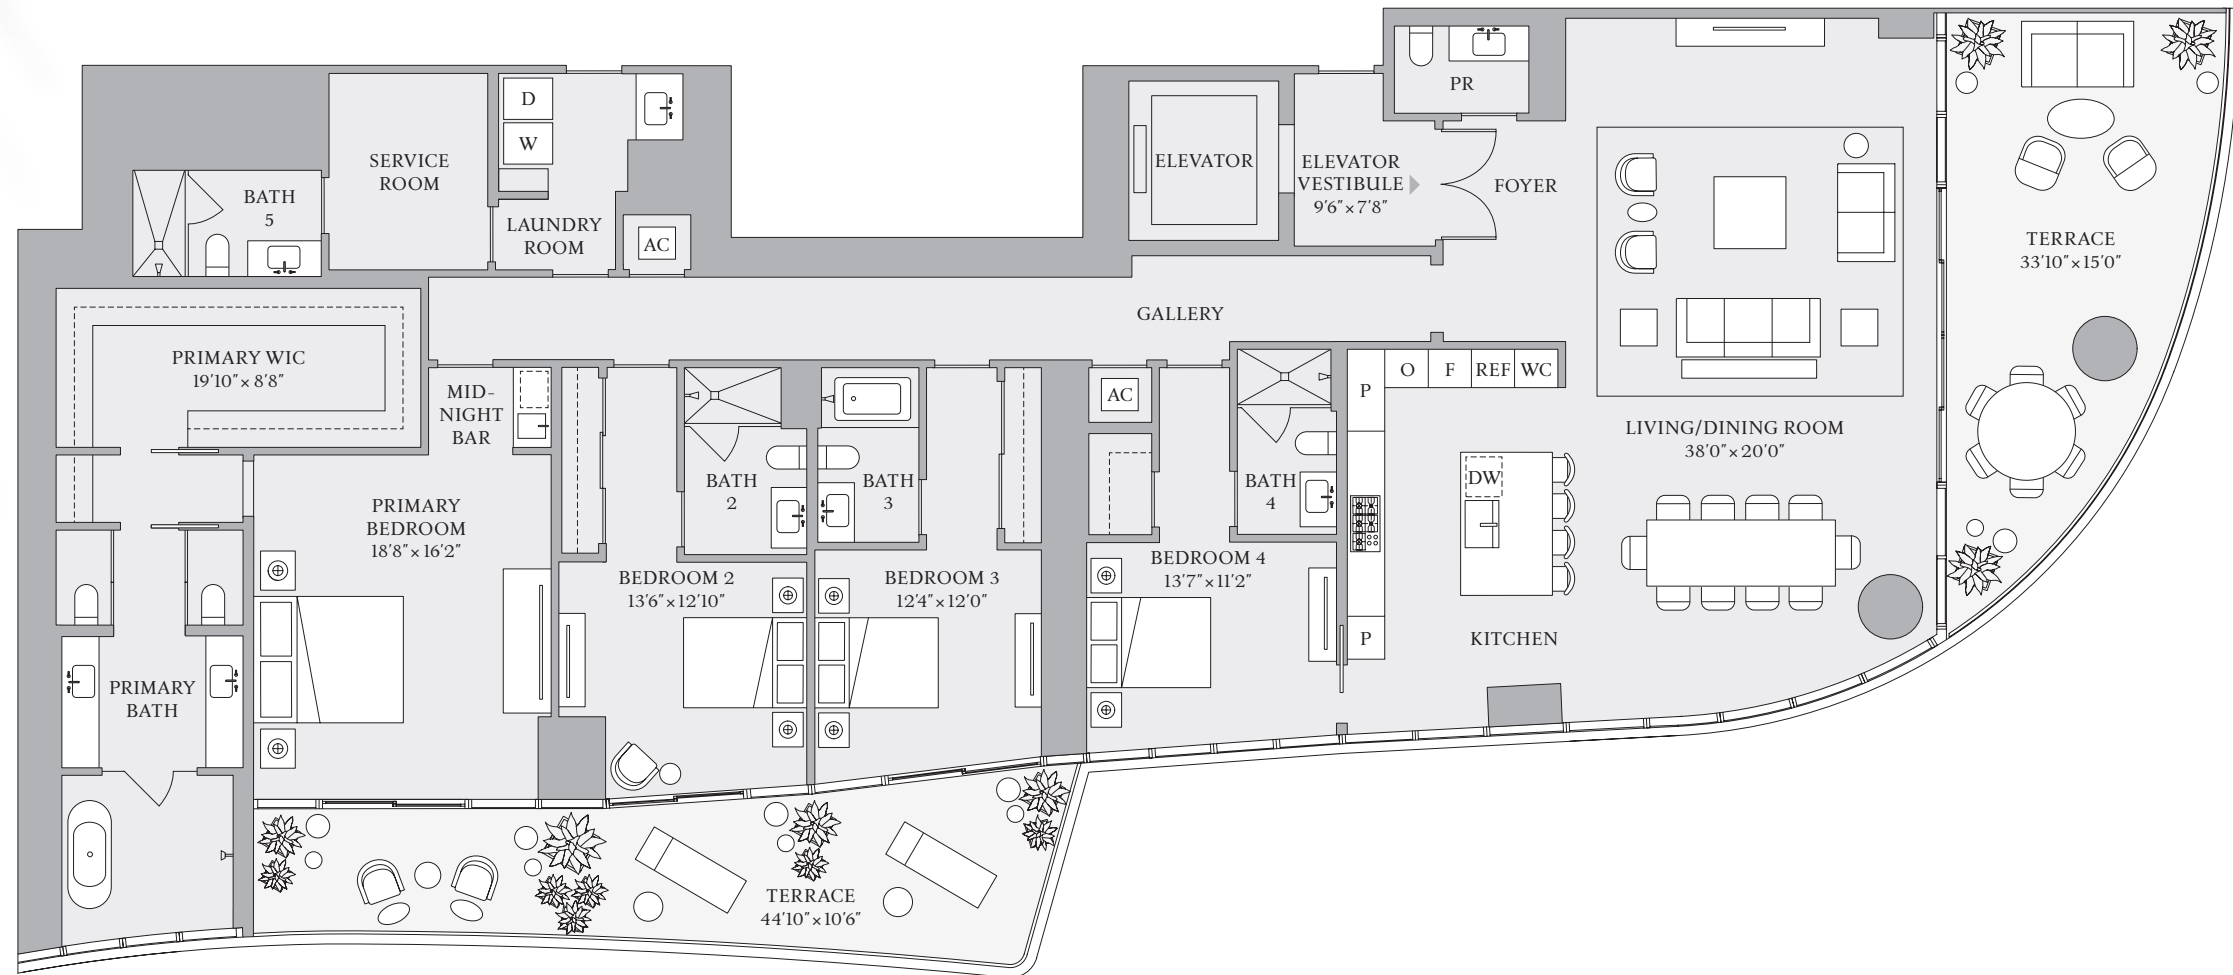 PR
D
W
SERVICE
ROOM
ELEVATOR
ELEVATOR
VESTIBULE
9'6"×7'8"
FOYER
BATH
5
LAUNDRY
ROOM
AC
TERRACE
33'10"×15'0"
GALLERY
PRIMARY WIC
19'10"×8'8"
MID-
NIGHT
BAR
AC
P
O
F
REF
WC
LIVING/DINING ROOM
38'0"×20'0"
BATH
2
BATH
3
BATH
4
DW
PRIMARY
BEDROOM
18'8"×16'2"
BEDROOM 2
13'6"×12'10"
BEDROOM 3
12'4"×12'0"
BEDROOM 4
13'7"×11'2"
P
KITCHEN
PRIMARY
BATH
TERRACE
44'10"×10'6"